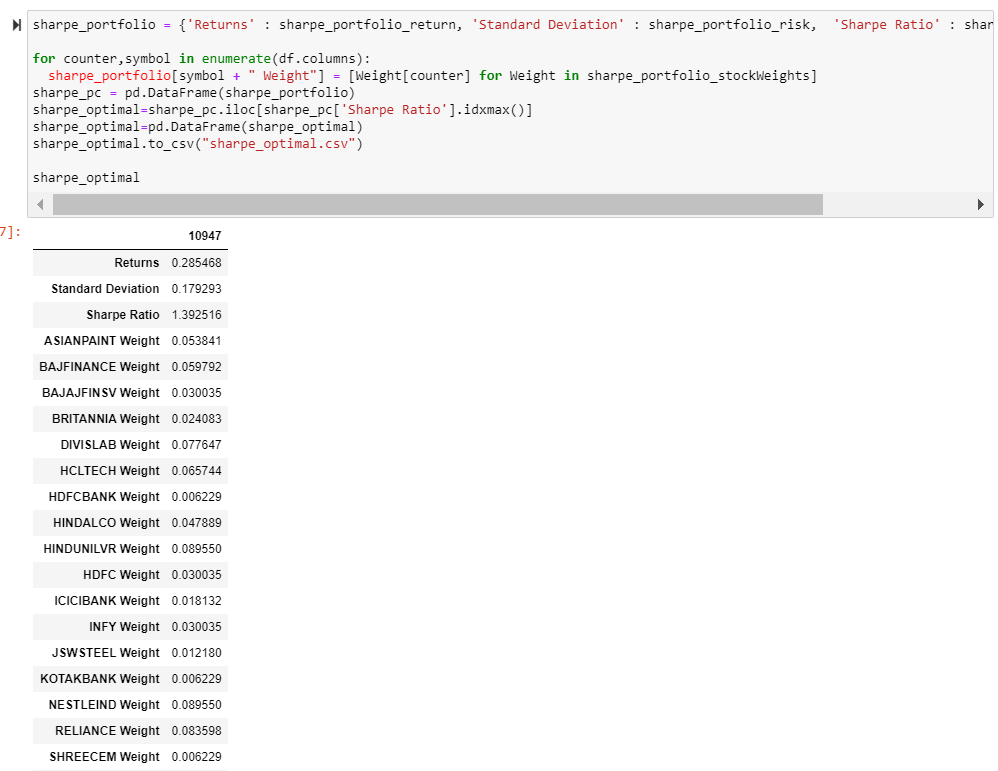 sharpe_portfolio = {'Returns' : sharpe_portfolio_return, 'Standard Deviation' : sharpe_portfolio_risk,  'Sharpe Ratio' : shar
for counter,symbol in enumerate(df.columns):
  sharpe_portfolio[symbol + " Weight"] = [Weight[counter] for Weight in sharpe_portfolio_stockWeights]
sharpe_pc = pd.DataFrame(sharpe_portfolio)
sharpe_optimal=sharpe_pc.iloc[sharpe_pc['Sharpe Ratio'].idxmax()]
sharpe_optimal=pd.DataFrame(sharpe_optimal)
sharpe_optimal.to_csv("sharpe_optimal.csv")
sharpe_optimal
7]:
10947
Returns 0.285468
Standard Deviation 0.179293
Sharpe Ratio 1.392516
ASIANPAINT Weight 0.053841
BAJFINANCE Weight 0.059792
BAJAJFINSV Weight 0.030035
BRITANNIA Weight 0.024083
DIVISLAB Weight 0.077647
HCLTECH Weight 0.065744
HDFCBANK Weight 0.006229
HINDALCO Weight 0.047889
HINDUNILVR Weight 0.089550
HDFC Weight 0.030035
ICICIBANK Weight 0.018132
INFY Weight 0.030035
JSWSTEEL Weight 0.012180
KOTAKBANK Weight 0.006229
NESTLEIND Weight 0.089550
RELIANCE Weight 0.083598
SHREECEM Weight 0.006229